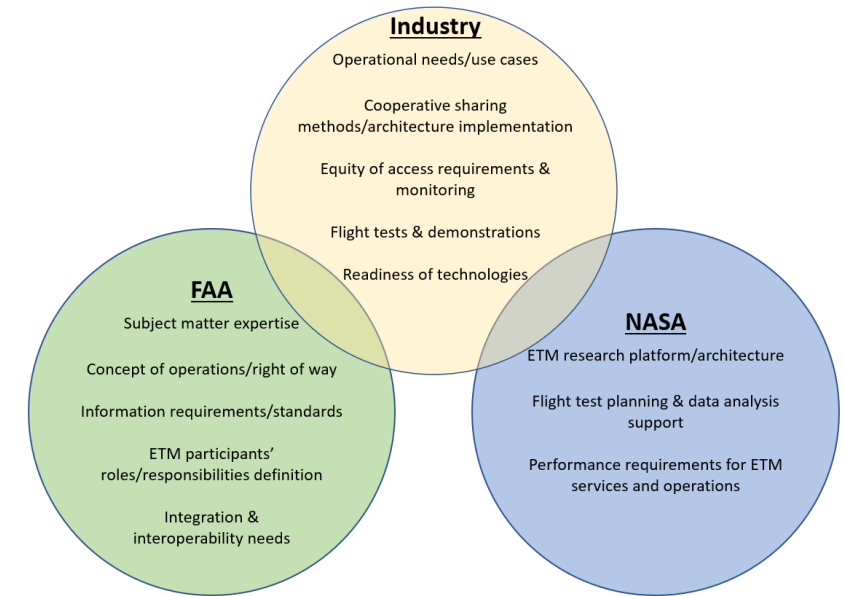 Industry
Operational needs/use cases
Cooperative sharing
methods/architecture implementation
Equity of access requirements &
monitoring
Flight tests & demonstrations
Readiness of technologies
FAA
Subject matter expertise
Concept of operations/right of way
Information requirements/standards
ETM participants’
roles/responsibilities definition
Integration &
interoperability needs
NASA
ETM research platform/architecture
Flight test planning & data analysis
support
Performance requirements for ETM
services and operations